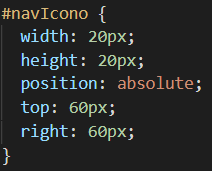 #navIcono {
  width: 20px;
  height: 20px;
  position: absolute;
  top: 60px;
  right: 60px;
}